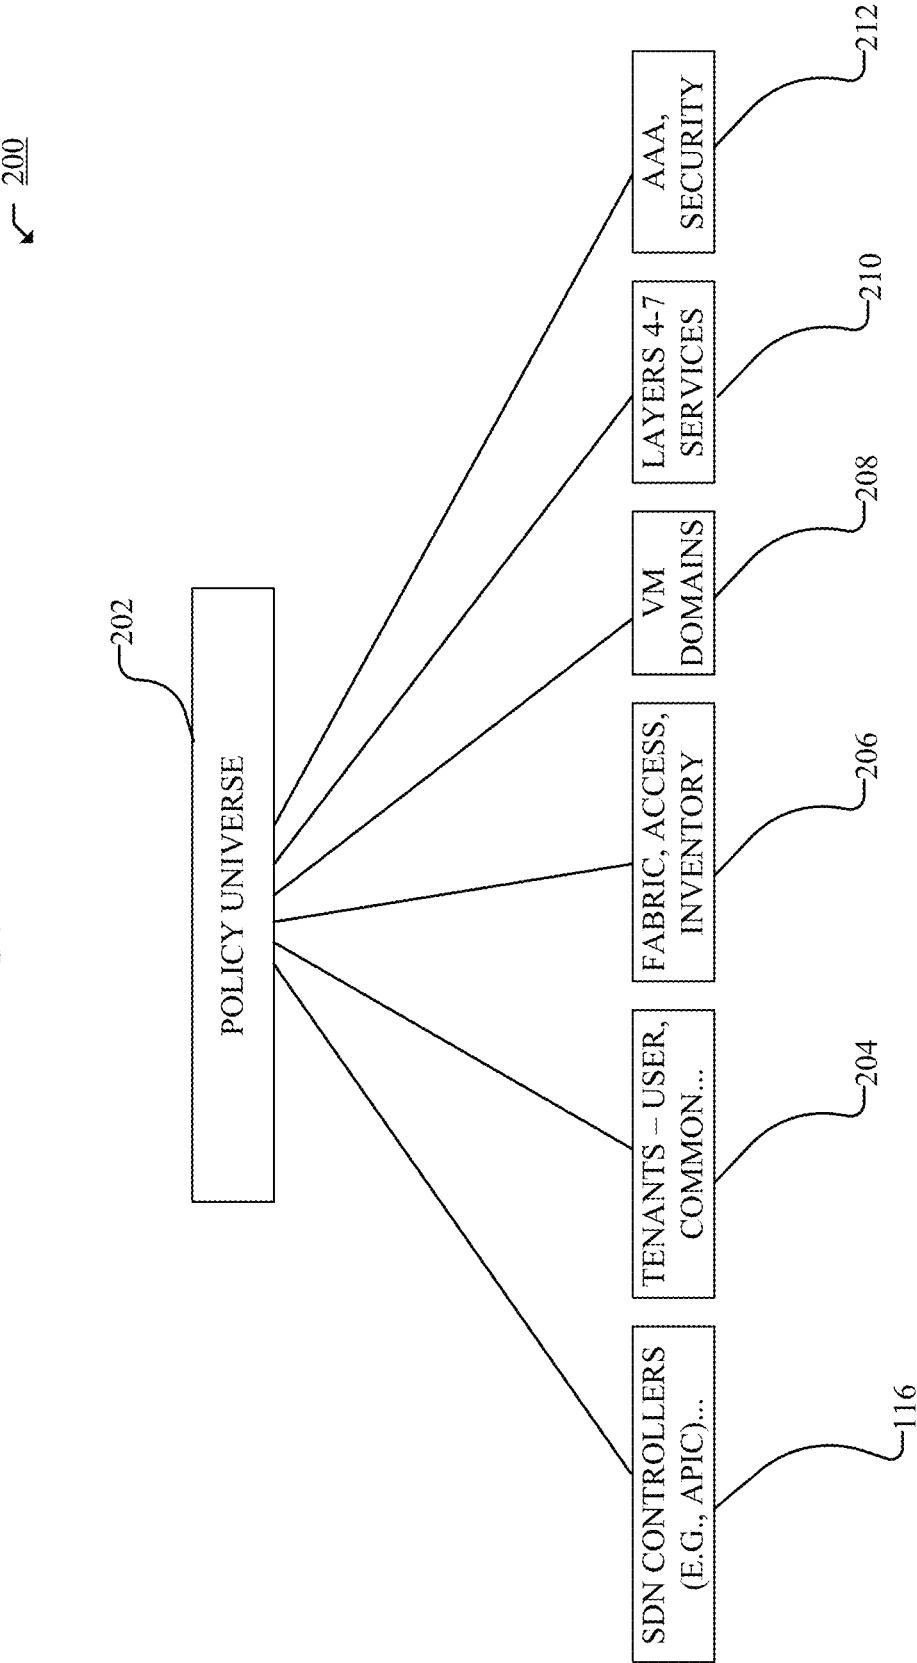 200
202
POLICY UNIVERSE
SDN CONTROLLERS
(E.G., APIC)...
116
TENANTS – USER,
COMMON...
204
FABRIC, ACCESS,
INVENTORY
206
VM
DOMAINS
208
LAYERS 4-7
SERVICES
210
AAA,
SECURITY
212